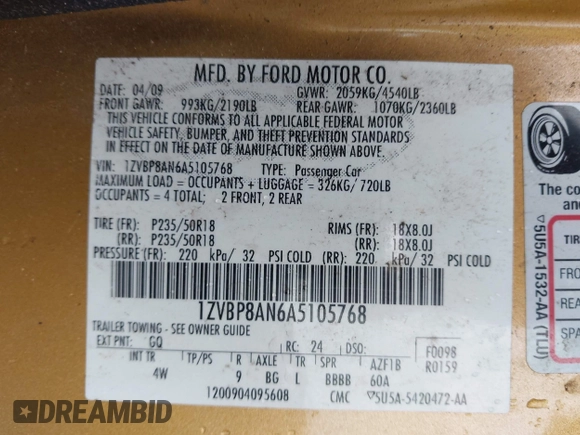 MFD. BY FORD MOTOR CO.
DATE: 04/09 GVWR: 2059KG/4540LB
FRONT GAWR: 993KG/2190LB REAR GAWR: 1070KG/2360LB
THIS VEHICLE CONFORMS TO ALL APPLICABLE FEDERAL MOTOR
VEHICLE SAFETY, BUMPER, AND THEFT PREVENTION STANDARDS
IN EFFECT ON THE DATE OF MANUFACTURE SHOWN ABOVE.
VIN: 1ZVBP8AN6A5105768 TYPE: Passenger Car
MAXIMUM LOAD = OCCUPANTS + LUGGAGE = 326KG/ 720LB
OCCUPANTS = 4 TOTAL; 2 FRONT, 2 REAR
TIRE (FR): P235/50R18 RIMS (FR): 18X8.0J
(RR): P235/50R18 (RR): 18X8.0J
PRESSURE (FR): 220 kPa/ 32 PSI COLD (RR): 220 kPa/ 32 PSI COLD
1ZVBP8AN6A5105768
TRAILER TOWING - SEE OWNER GUIDE
EXT PNT: GQ RC: 24 DSO: F0098
INT TR TP/PS R AXLE TR SPR AZF1B R0159
4W 9 BG L BBBB 60A
1200904095608 CMC 5U5A-5420472-AA
The co
and
5U5A-1532-AA (TLU)
TIR
FRO
REA
SPA
DREAMBID